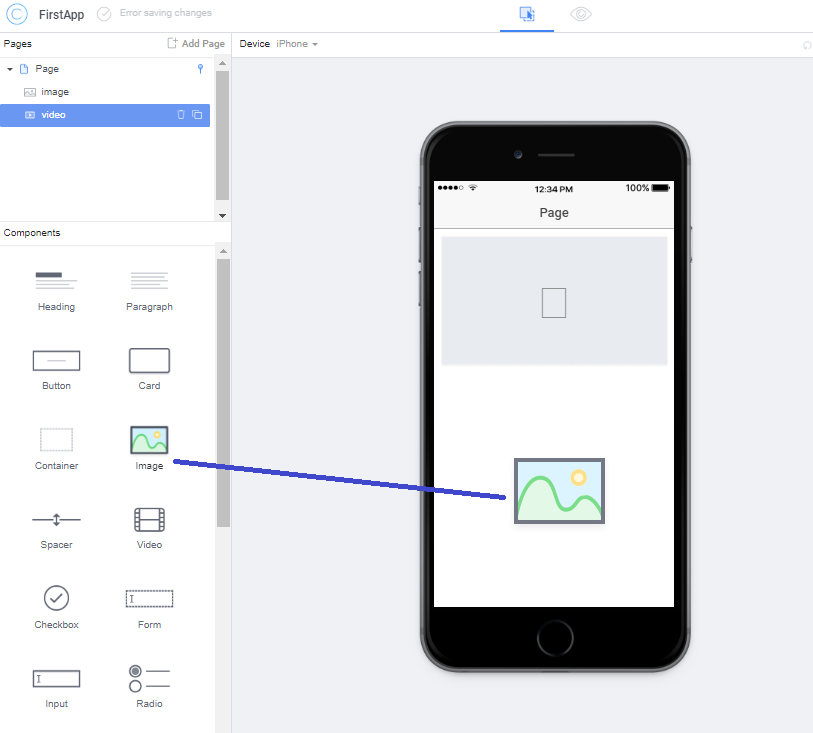 FirstApp
Error saving changes
Pages
Add Page
Device iPhone
Page
image
video
Components
Heading
Paragraph
Button
Card
Container
Image
Spacer
Video
Checkbox
Form
Input
Radio
12:34 PM
100%
Page